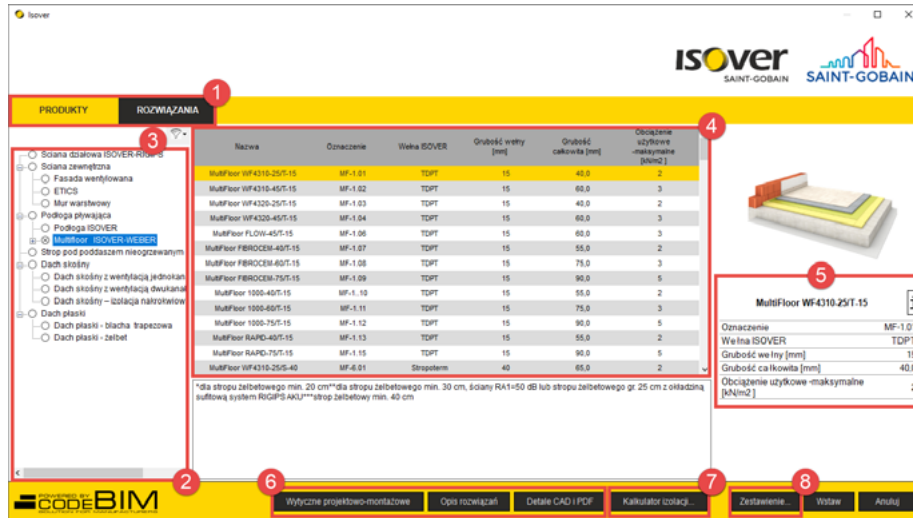 Isover
ISOVER
SAINT-GOBAIN
SAINT-GOBAIN
1
PRODUKTY
ROZWIĄZANIA
3
Ściana działowa ISOVER-RIGIPS
Ściana zewnętrzna
Fasada wentylowana
ETICS
Mur warstwowy
Podłoga pływająca
Podłoga ISOVER
Multifloor ISOVER-WEBER
Strop pod poddaszem nieogrzewanym
Dach skośny
Dach skośny z wentylacją jednokan
Dach skośny z wentylacją dwukanał
Dach skośny – izolacja nakrokwiow
Dach płaski
Dach płaski - blacha trapezowa
Dach płaski - żelbet
2
4
Nazwa Oznaczenie Wełna ISOVER Grubość wełny [mm] Grubość całkowita [mm] Obciążenie użytkowe -maksymalne [kN/m2 ]
MultiFloor WF4310-25/T-15 MF-1.01 TDPT 15 40,0 2
MultiFloor WF4310-45/T-15 MF-1.02 TDPT 15 60,0 3
MultiFloor WF4320-25/T-15 MF-1.03 TDPT 15 40,0 2
MultiFloor WF4320-45/T-15 MF-1.04 TDPT 15 60,0 3
MultiFloor FLOW-45/T-15 MF-1.06 TDPT 15 60,0 3
MultiFloor FIBROCEM-40/T-15 MF-1.07 TDPT 15 55,0 2
MultiFloor FIBROCEM-60/T-15 MF-1.08 TDPT 15 75,0 3
MultiFloor FIBROCEM-75/T-15 MF-1.09 TDPT 15 90,0 5
MultiFloor 1000-40/T-15 MF-1..10 TDPT 15 55,0 2
MultiFloor 1000-60/T-15 MF-1.11 TDPT 15 75,0 3
MultiFloor 1000-75/T-15 MF-1.12 TDPT 15 90,0 5
MultiFloor RAPID-40/T-15 MF-1.13 TDPT 15 55,0 2
MultiFloor RAPID-75/T-15 MF-1.15 TDPT 15 90,0 5
MultiFloor WF4310-25/S-40 MF-6.01 Stropoterm 40 65,0 2
*dla stropu żelbetowego min. 20 cm**dla stropu żelbetowego min. 30 cm, ściany RA1=50 dB lub stropu żelbetowego gr. 25 cm z okładziną
sufitową system RIGIPS AKU***strop żelbetowy min. 40 cm
5
MultiFloor WF4310-25/T-15
Oznaczenie MF-1.01
Wełna ISOVER TDPT
Grubość wełny [mm] 15
Grubość całkowita [mm] 40,0
Obciążenie użytkowe -maksymalne
[kN/m2 ] 2
POWERED BY
CODEBIM
SOLUTION FOR MANUFACTURERS
6
Wytyczne projektowo-montażowe
Opis rozwiązań
Detale CAD i PDF
7
Kalkulator izolacji...
8
Zestawienie...
Wstaw
Anuluj